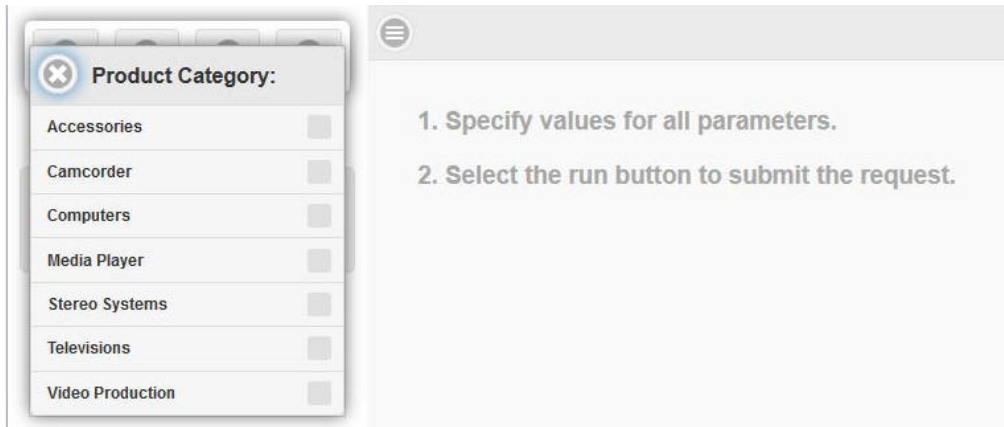 Product Category:
Accessories
Camcorder
Computers
Media Player
Stereo Systems
Televisions
Video Production
1. Specify values for all parameters.
2. Select the run button to submit the request.